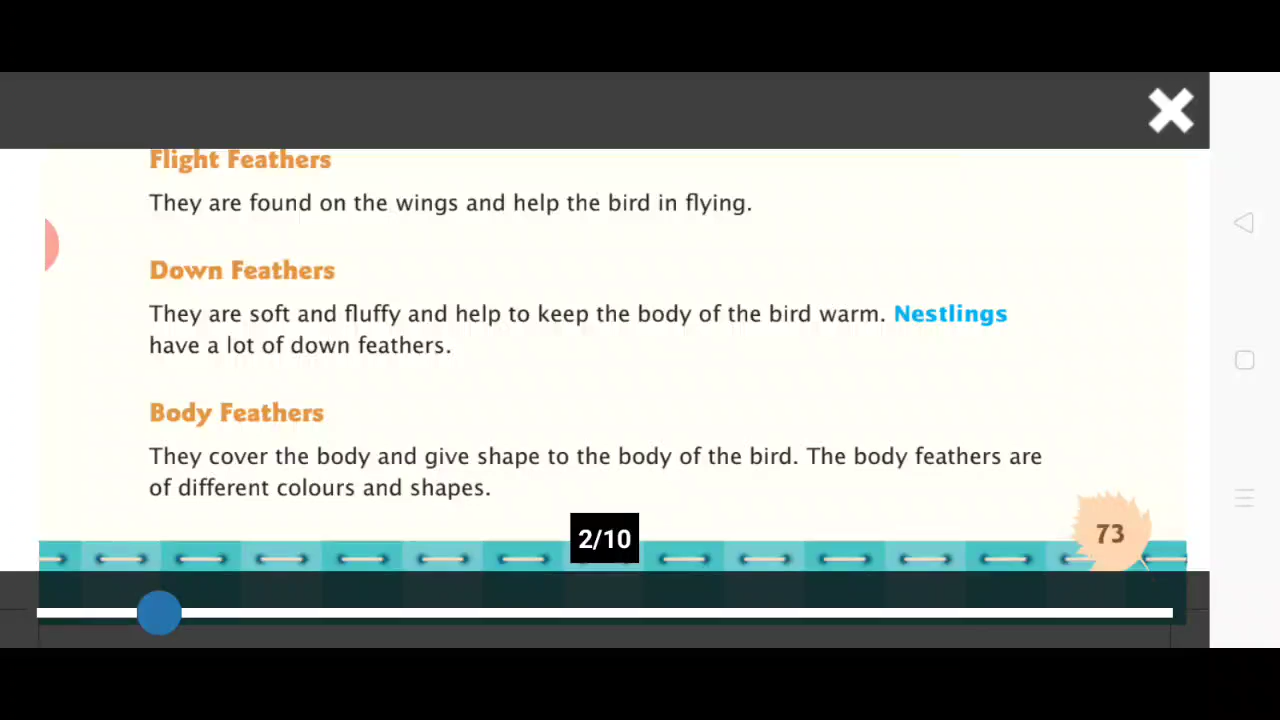 Flight Feathers
They are found on the wings and help the bird in flying.
Down Feathers
They are soft and fluffy and help to keep the body of the bird warm. Nestlings
have a lot of down feathers.
Body Feathers
They cover the body and give shape to the body of the bird. The body feathers are
of different colours and shapes.
2/10
73